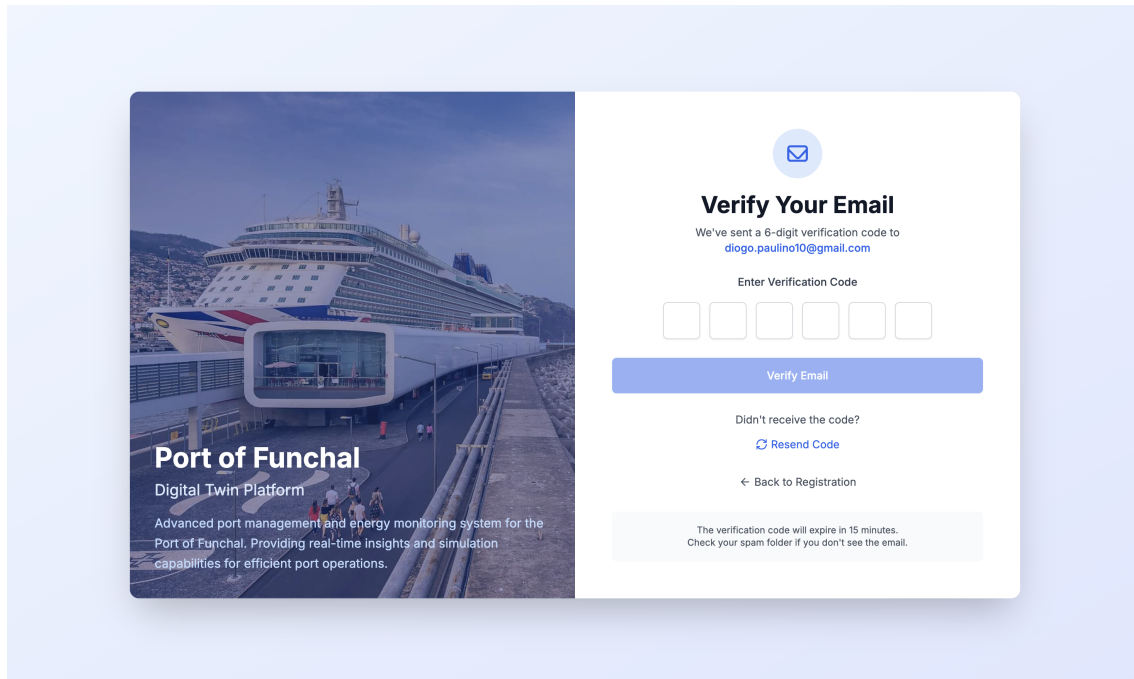 Port of Funchal
Digital Twin Platform
Advanced port management and energy monitoring system for the
Port of Funchal. Providing real-time insights and simulation
capabilities for efficient port operations.
Verify Your Email
We've sent a 6-digit verification code to
diogo.paulino10@gmail.com
Enter Verification Code
Verify Email
Didn't receive the code?
Resend Code
Back to Registration
The verification code will expire in 15 minutes.
Check your spam folder if you don't see the email.